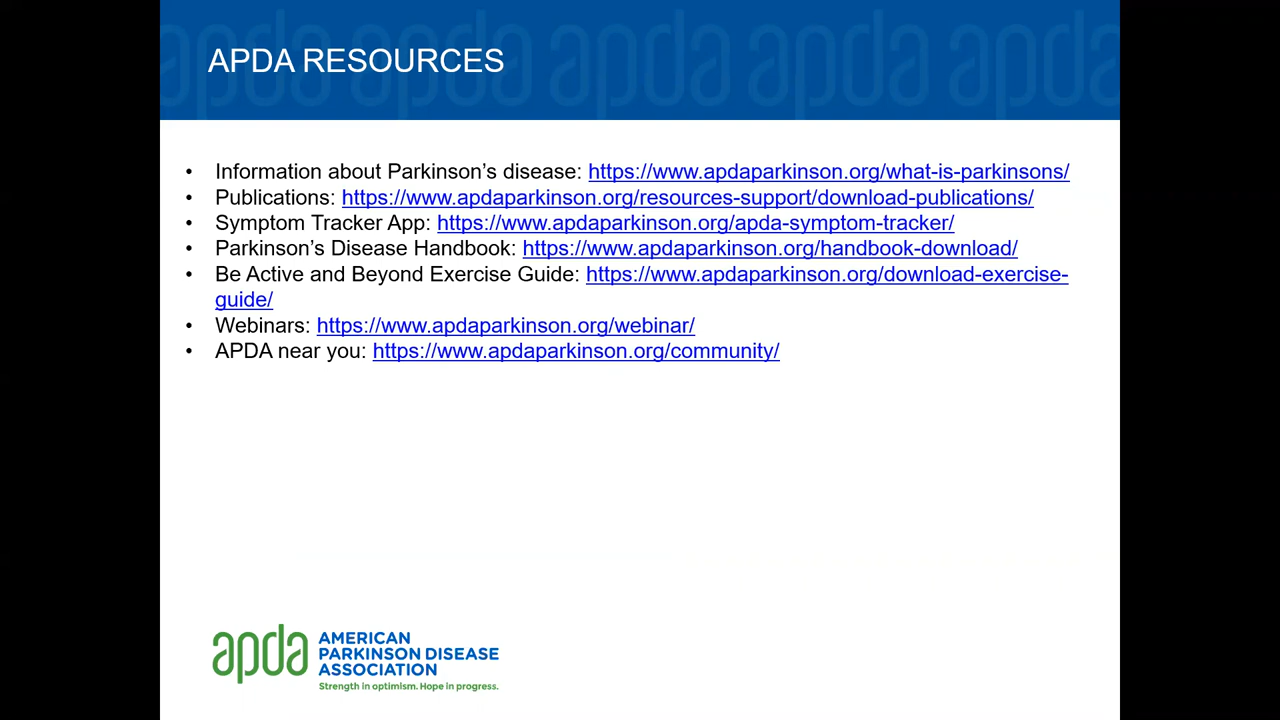 APDA RESOURCES
• Information about Parkinson’s disease: https://www.apdaparkinson.org/what-is-parkinsons/
• Publications: https://www.apdaparkinson.org/resources-support/download-publications/
• Symptom Tracker App: https://www.apdaparkinson.org/apda-symptom-tracker/
• Parkinson’s Disease Handbook: https://www.apdaparkinson.org/handbook-download/
• Be Active and Beyond Exercise Guide: https://www.apdaparkinson.org/download-exercise-
guide/
• Webinars: https://www.apdaparkinson.org/webinar/
• APDA near you: https://www.apdaparkinson.org/community/
apda
AMERICAN
PARKINSON DISEASE
ASSOCIATION
Strength in optimism. Hope in progress.